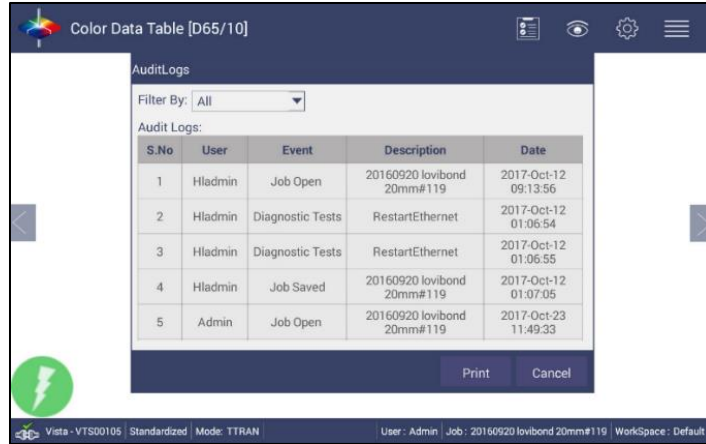 Color Data Table [D65/10]
AuditLogs
Filter By: All
Audit Logs:
S.No User Event Description Date
1 Hladmin Job Open 20160920 lovibond 20mm#119 2017-Oct-12 09:13:56
2 Hladmin Diagnostic Tests RestartEthernet 2017-Oct-12 01:06:54
3 Hladmin Diagnostic Tests RestartEthernet 2017-Oct-12 01:06:55
4 Hladmin Job Saved 20160920 lovibond 20mm#119 2017-Oct-12 01:07:05
5 Admin Job Open 20160920 lovibond 20mm#119 2017-Oct-23 11:49:33
Print Cancel
Vista - VTS00105 Standardized Mode: TTRAN User : Admin Job : 20160920 lovibond 20mm#119 WorkSpace : Default